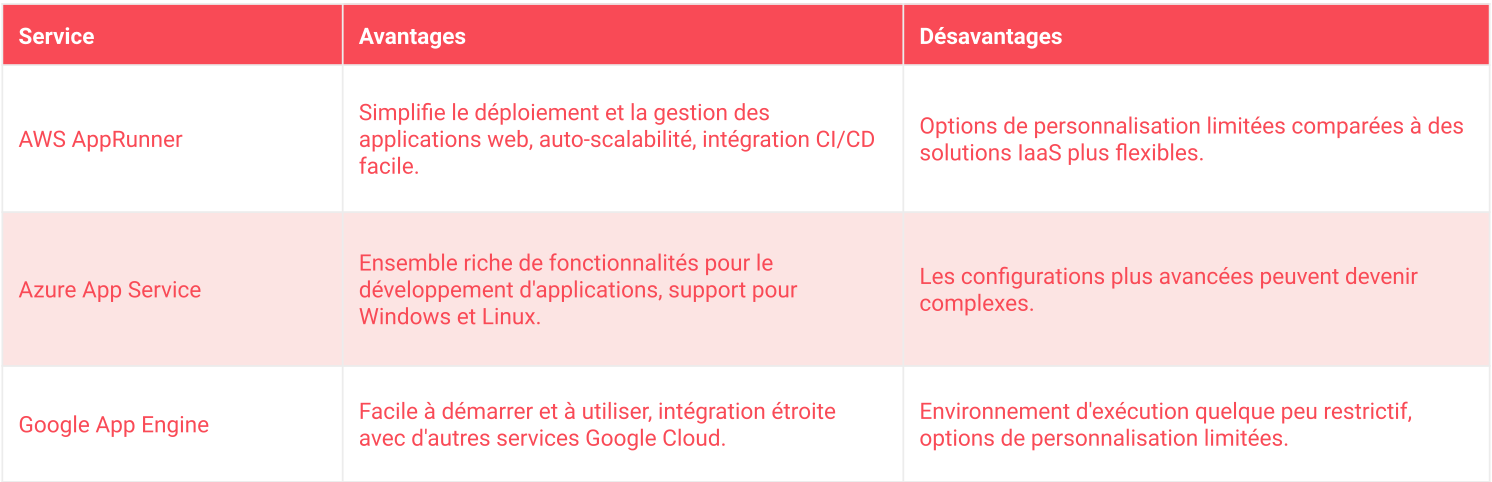 Service
Avantages
Désavantages
AWS AppRunner
Simplifie le déploiement et la gestion des
applications web, auto-scalabilité, intégration CI/CD
facile.
Options de personnalisation limitées comparées à des
solutions IaaS plus flexibles.
Azure App Service
Ensemble riche de fonctionnalités pour le
développement d'applications, support pour
Windows et Linux.
Les configurations plus avancées peuvent devenir
complexes.
Google App Engine
Facile à démarrer et à utiliser, intégration étroite
avec d'autres services Google Cloud.
Environnement d'exécution quelque peu restrictif,
options de personnalisation limitées.